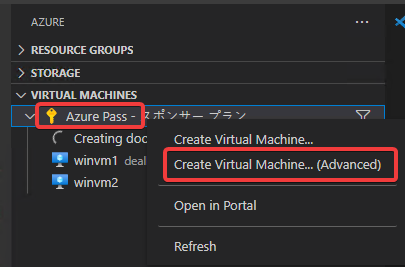 AZURE
RESOURCE GROUPS
STORAGE
VIRTUAL MACHINES
Azure Pass - スポンサー プラン
Creating doc
winvm1 deal
winvm2
Create Virtual Machine...
Create Virtual Machine... (Advanced)
Open in Portal
Refresh